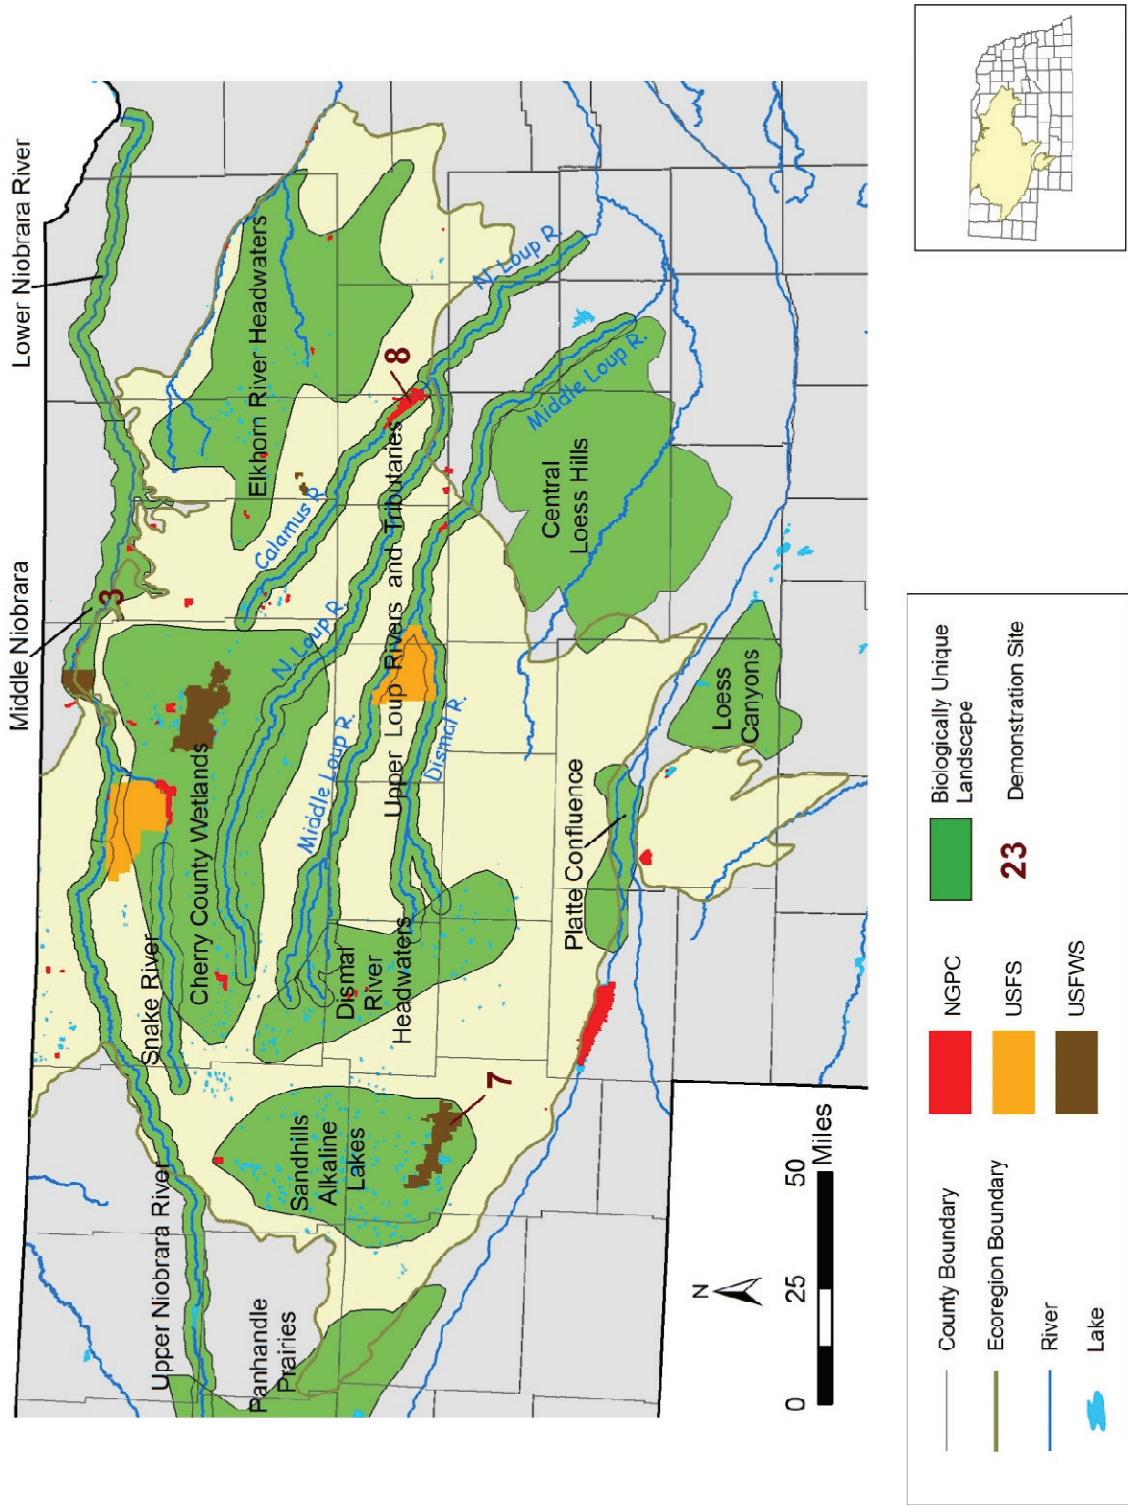 Upper Niobrara River
Panhandle
Prairies
Sandhills
Alkaline
Lakes
7
Snake River
Cherry County Wetlands
Dismal
River
Headwaters
Middle Niobrara
3
Lower Niobrara River
Elkhorn River Headwaters
Calamus R.
N Loup R.
Middle Loup R.
Dismal R.
Upper Loup Rivers and Tributaries
8
N Loup R.
Middle Loup R.
Central
Loess Hills
Loess
Canyons
Platte Confluence
N
0 25 50
Miles
County Boundary
Ecoregion Boundary
River
Lake
NGPC
USFS
USFWS
Biologically Unique
Landscape
23 Demonstration Site